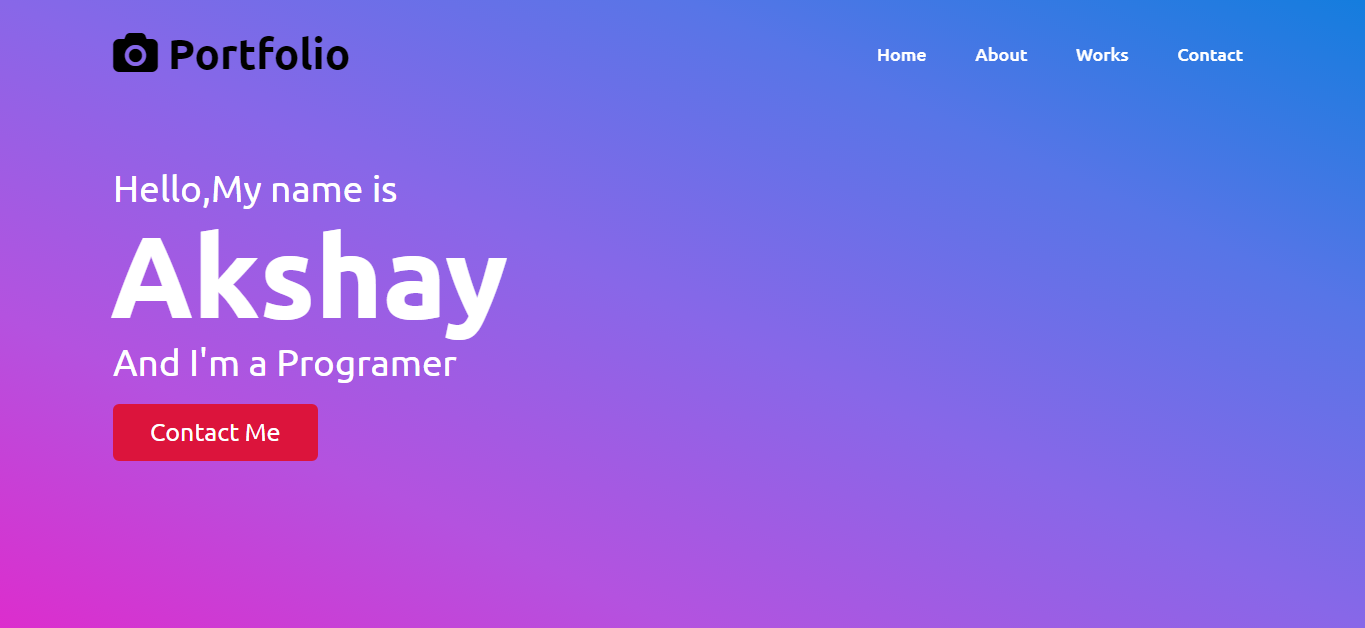 Portfolio
Home About Works Contact
Hello,My name is
Akshay
And I'm a Programer
Contact Me